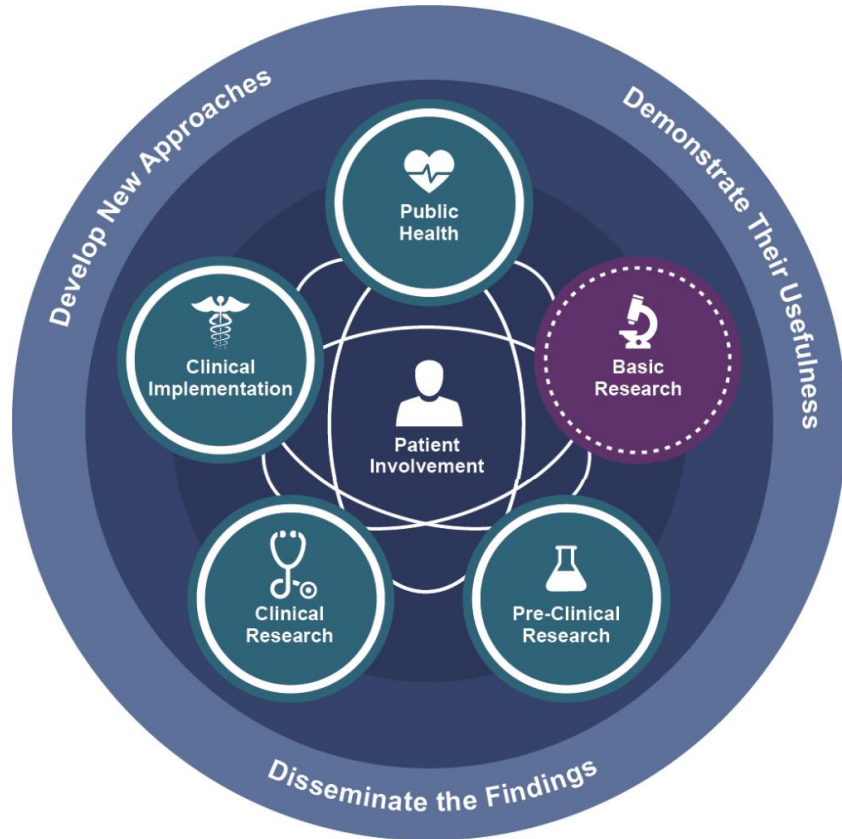 Develop New Approaches
Demonstrate Their Usefulness
Public
Health
Clinical
Implementation
Basic
Research
Patient
Involvement
Clinical
Research
Pre-Clinical
Research
Disseminate the Findings